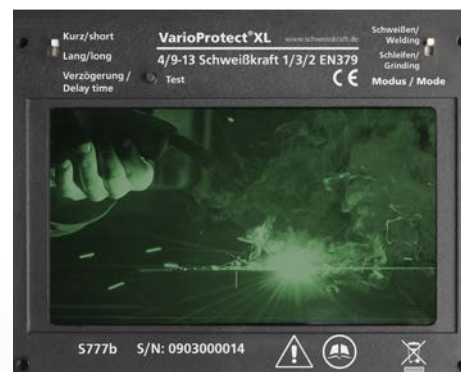 Kurz/short
Lang/long
Verzögerung /
Delay time
VarioProtect®XL www.schweisskraft.de
4/9-13 Schweißkraft 1/3/2 EN379
Test
CE
Schweißen/
Welding
Schleifen/
Grinding
Modus / Mode
S777b S/N: 0903000014